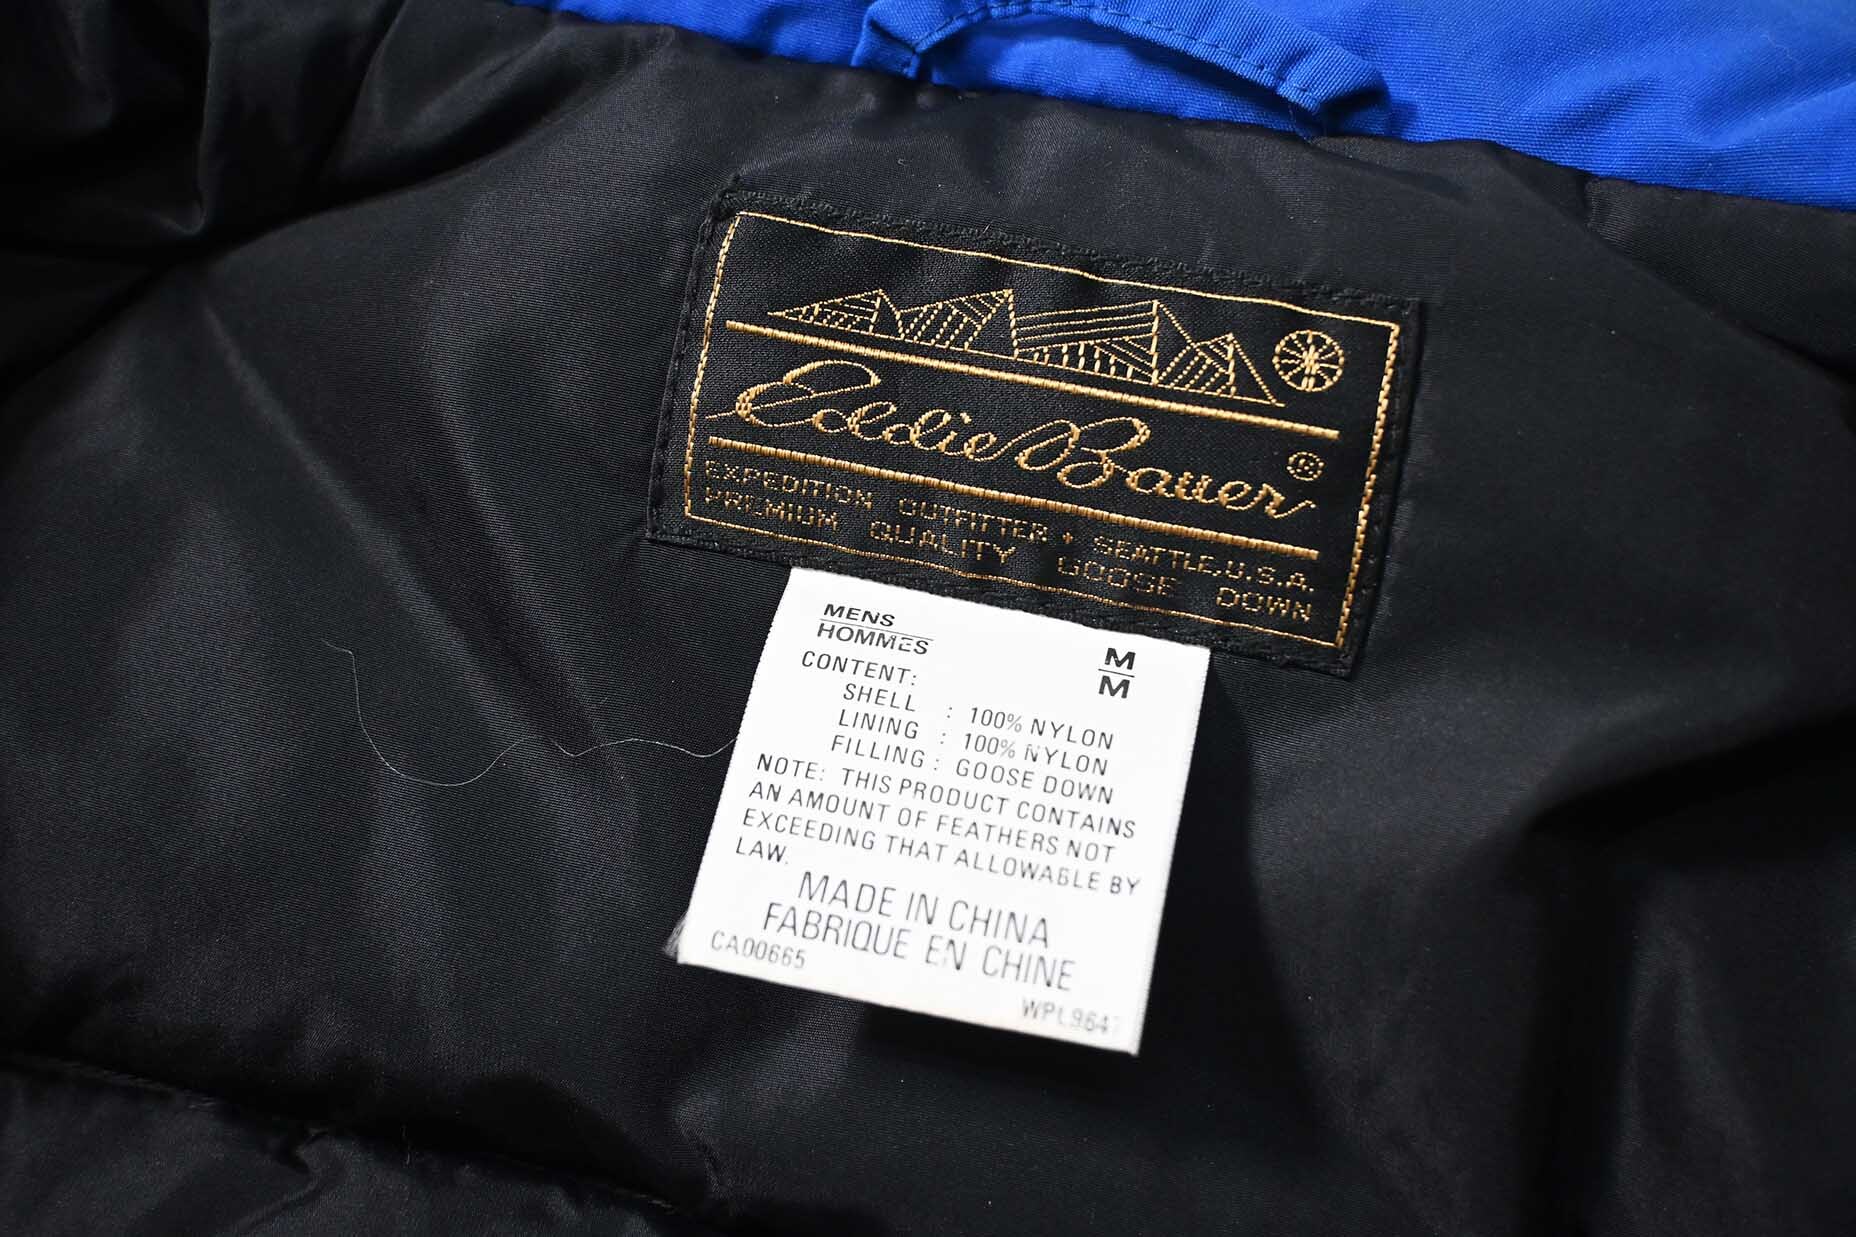 Eddie Bauer®
EXPEDITION OUTFITTER • SEATTLE, U.S.A.
PREMIUM QUALITY GOOSE DOWN
MENS
HOMMES
M
M
CONTENT:
SHELL : 100% NYLON
LINING : 100% NYLON
FILLING : GOOSE DOWN
NOTE: THIS PRODUCT CONTAINS
AN AMOUNT OF FEATHERS NOT
EXCEEDING THAT ALLOWABLE BY
LAW.
MADE IN CHINA
FABRIQUE EN CHINE
CA00665